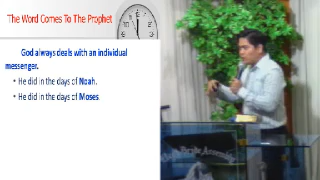 The Word Comes To The Prophet
God always deals with an individual
messenger.
• He did in the days of Noah.
• He did in the days of Moses.